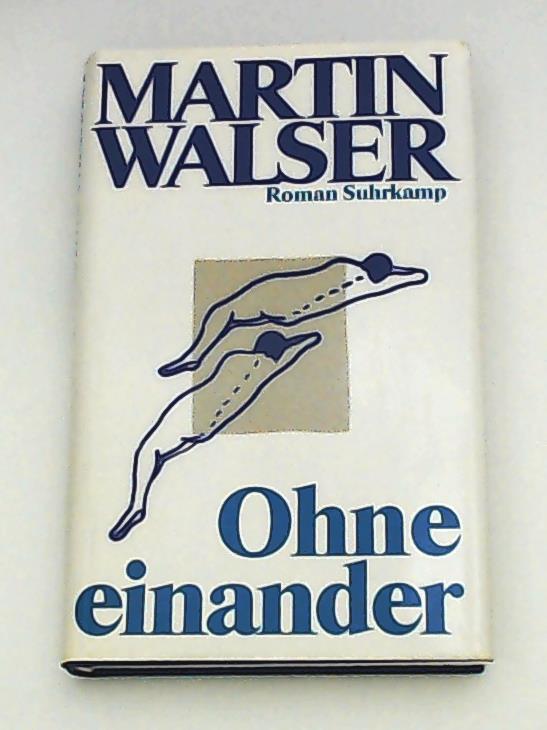 MARTIN
WALSER
Roman Suhrkamp
Ohne
einander